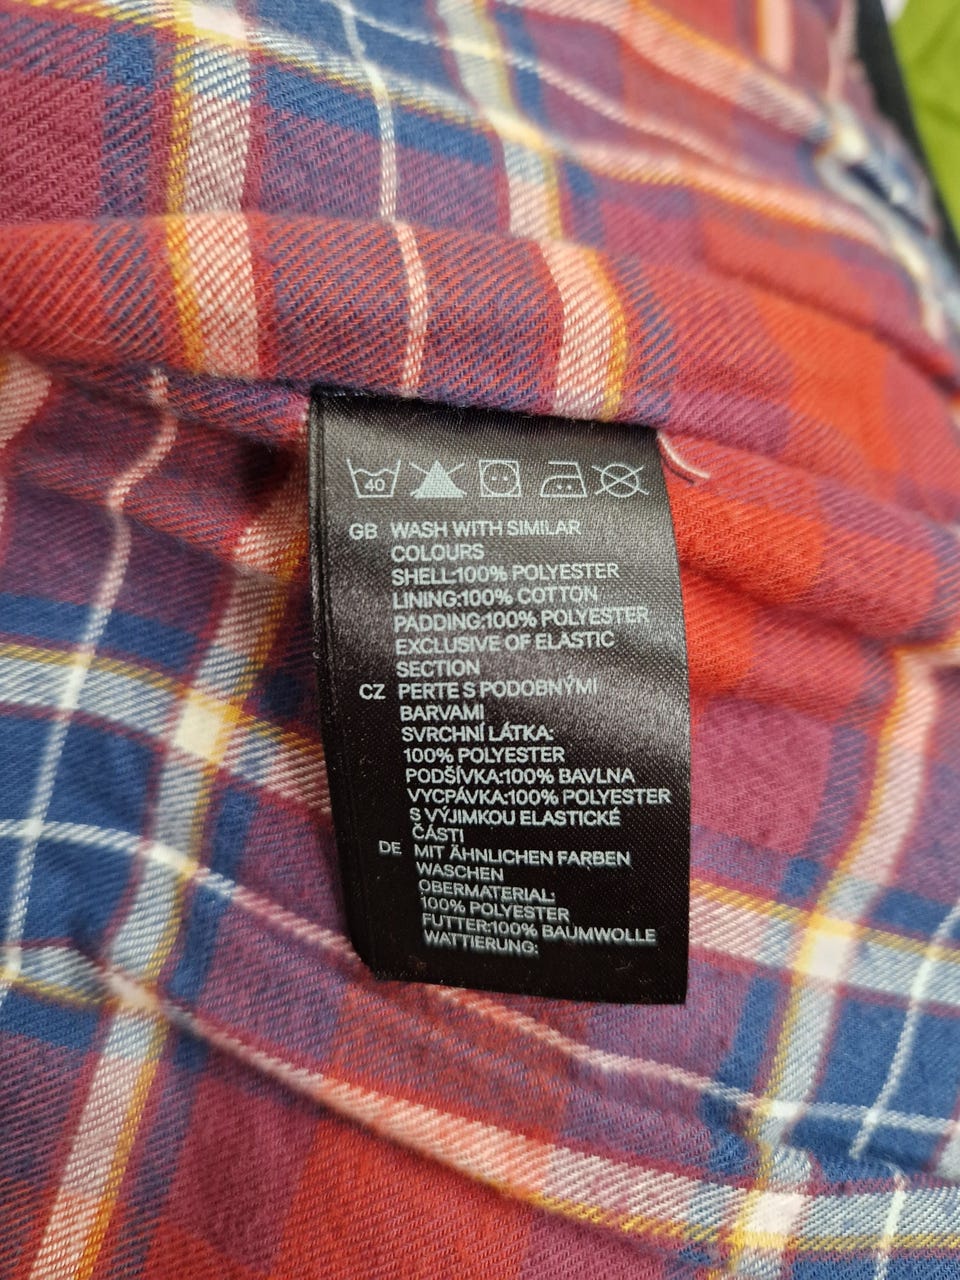 40
GB WASH WITH SIMILAR
COLOURS
SHELL:100% POLYESTER
LINING:100% COTTON
PADDING:100% POLYESTER
EXCLUSIVE OF ELASTIC
SECTION
CZ PERTE S PODOBNÝMI
BARVAMI
SVRCHNÍ LÁTKA:
100% POLYESTER
PODŠÍVKA:100% BAVLNA
VYCPÁVKA:100% POLYESTER
S VÝJIMKOU ELASTICKÉ
ČÁSTI
DE MIT ÄHNLICHEN FARBEN
WASCHEN
OBERMATERIAL:
100% POLYESTER
FUTTER:100% BAUMWOLLE
WATTIERUNG: